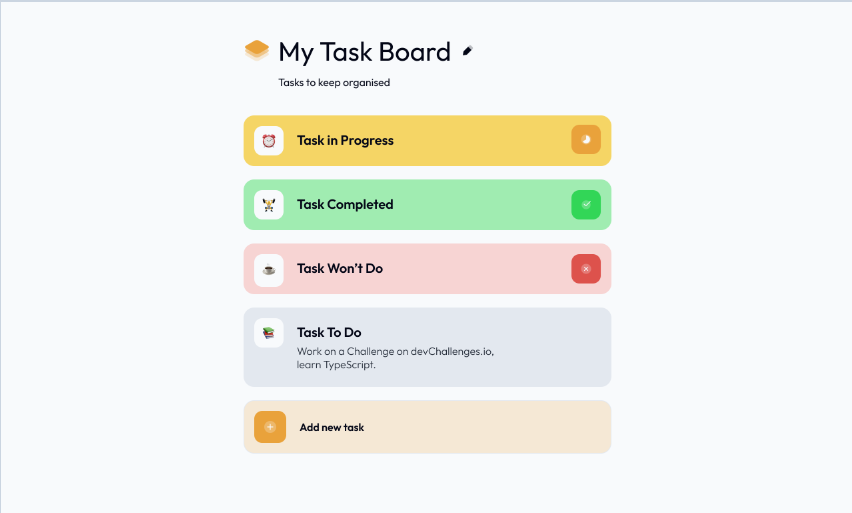 My Task Board
Tasks to keep organised
Task in Progress
Task Completed
Task Won’t Do
Task To Do
Work on a Challenge on devChallenges.io,
learn TypeScript.
Add new task